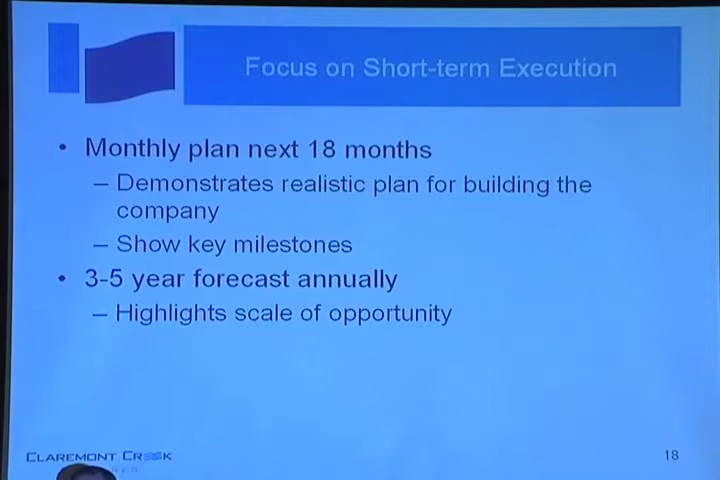 Focus on Short-term Execution
• Monthly plan next 18 months
– Demonstrates realistic plan for building the
company
– Show key milestones
• 3-5 year forecast annually
– Highlights scale of opportunity
CLAREMONT CREEK
18